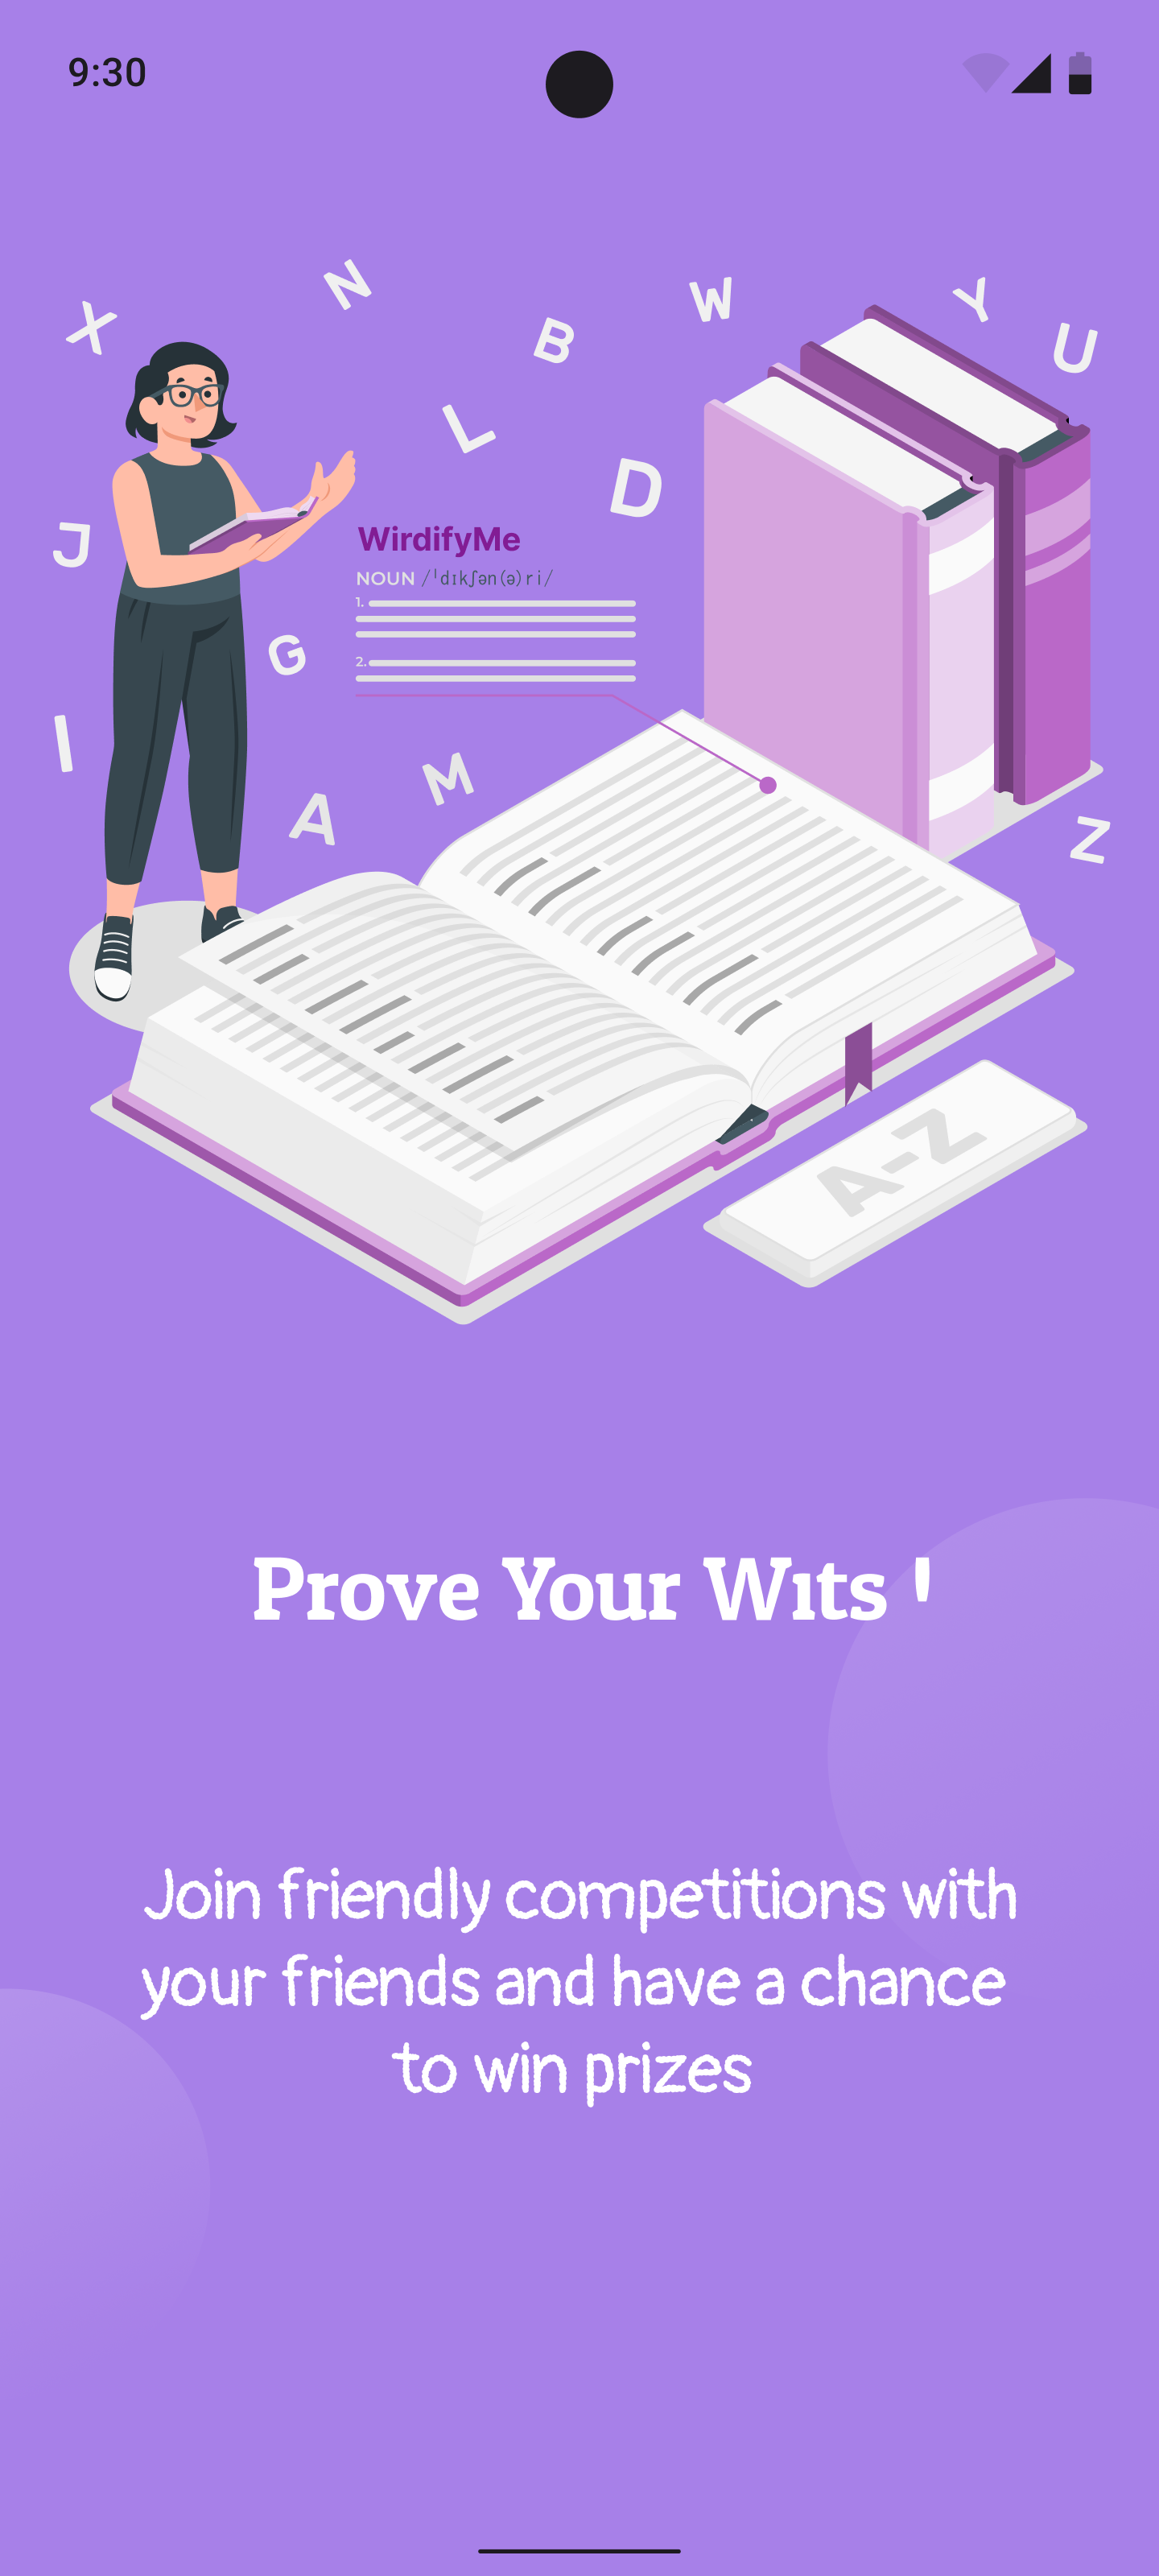 9:30
X
N
L
B
W
Y
U
D
J
WirdifyMe
NOUN /ˈdɪkʃən(ə)ri/
1.
2.
G
I
M
A
Z
A-Z
Prove Your Wıts '
Join friendly competitions with
your friends and have a chance
to win prizes